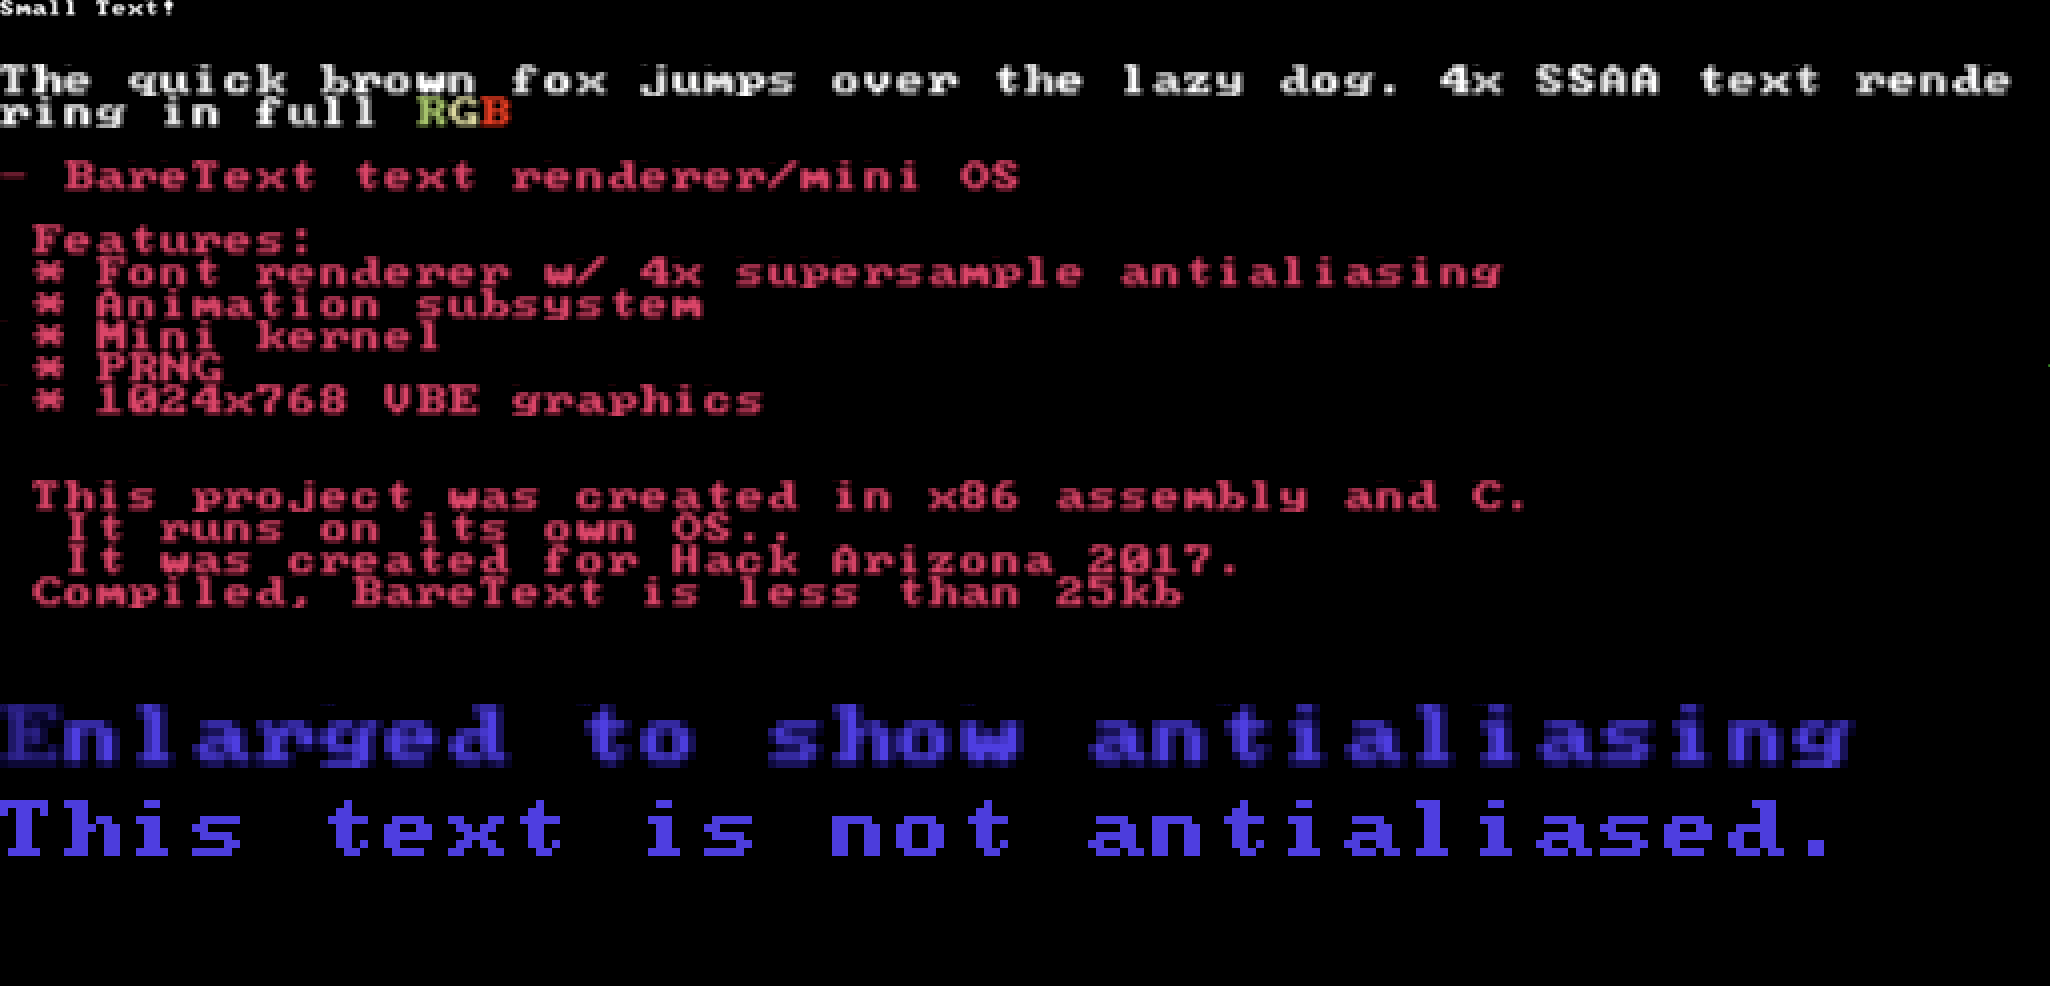 Small Text!
The quick brown fox jumps over the lazy dog. 4x SSAA text rende
ring in full RGB
- BareText text renderer/mini OS
Features:
* Font renderer w/ 4x supersample antialiasing
* Animation subsystem
* Mini kernel
* PRNG
* 1024x768 VBE graphics
This project was created in x86 assembly and C.
It runs on its own OS..
It was created for Hack Arizona 2017.
Compiled, BareText is less than 25kb
Enlarged to show antialiasing
This text is not antialiased.